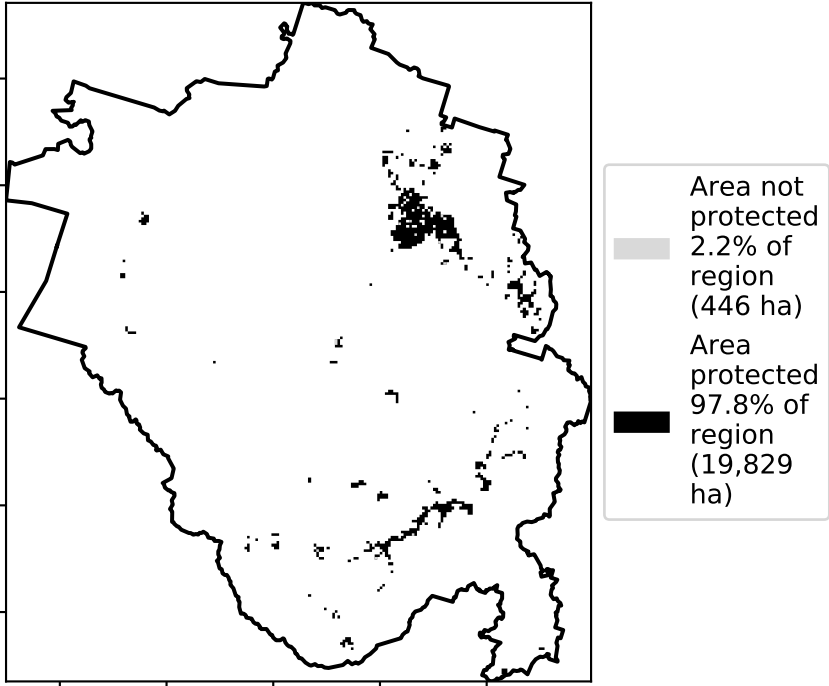 Area not
protected
2.2% of
region
(446 ha)
Area
protected
97.8% of
region
(19,829
ha)